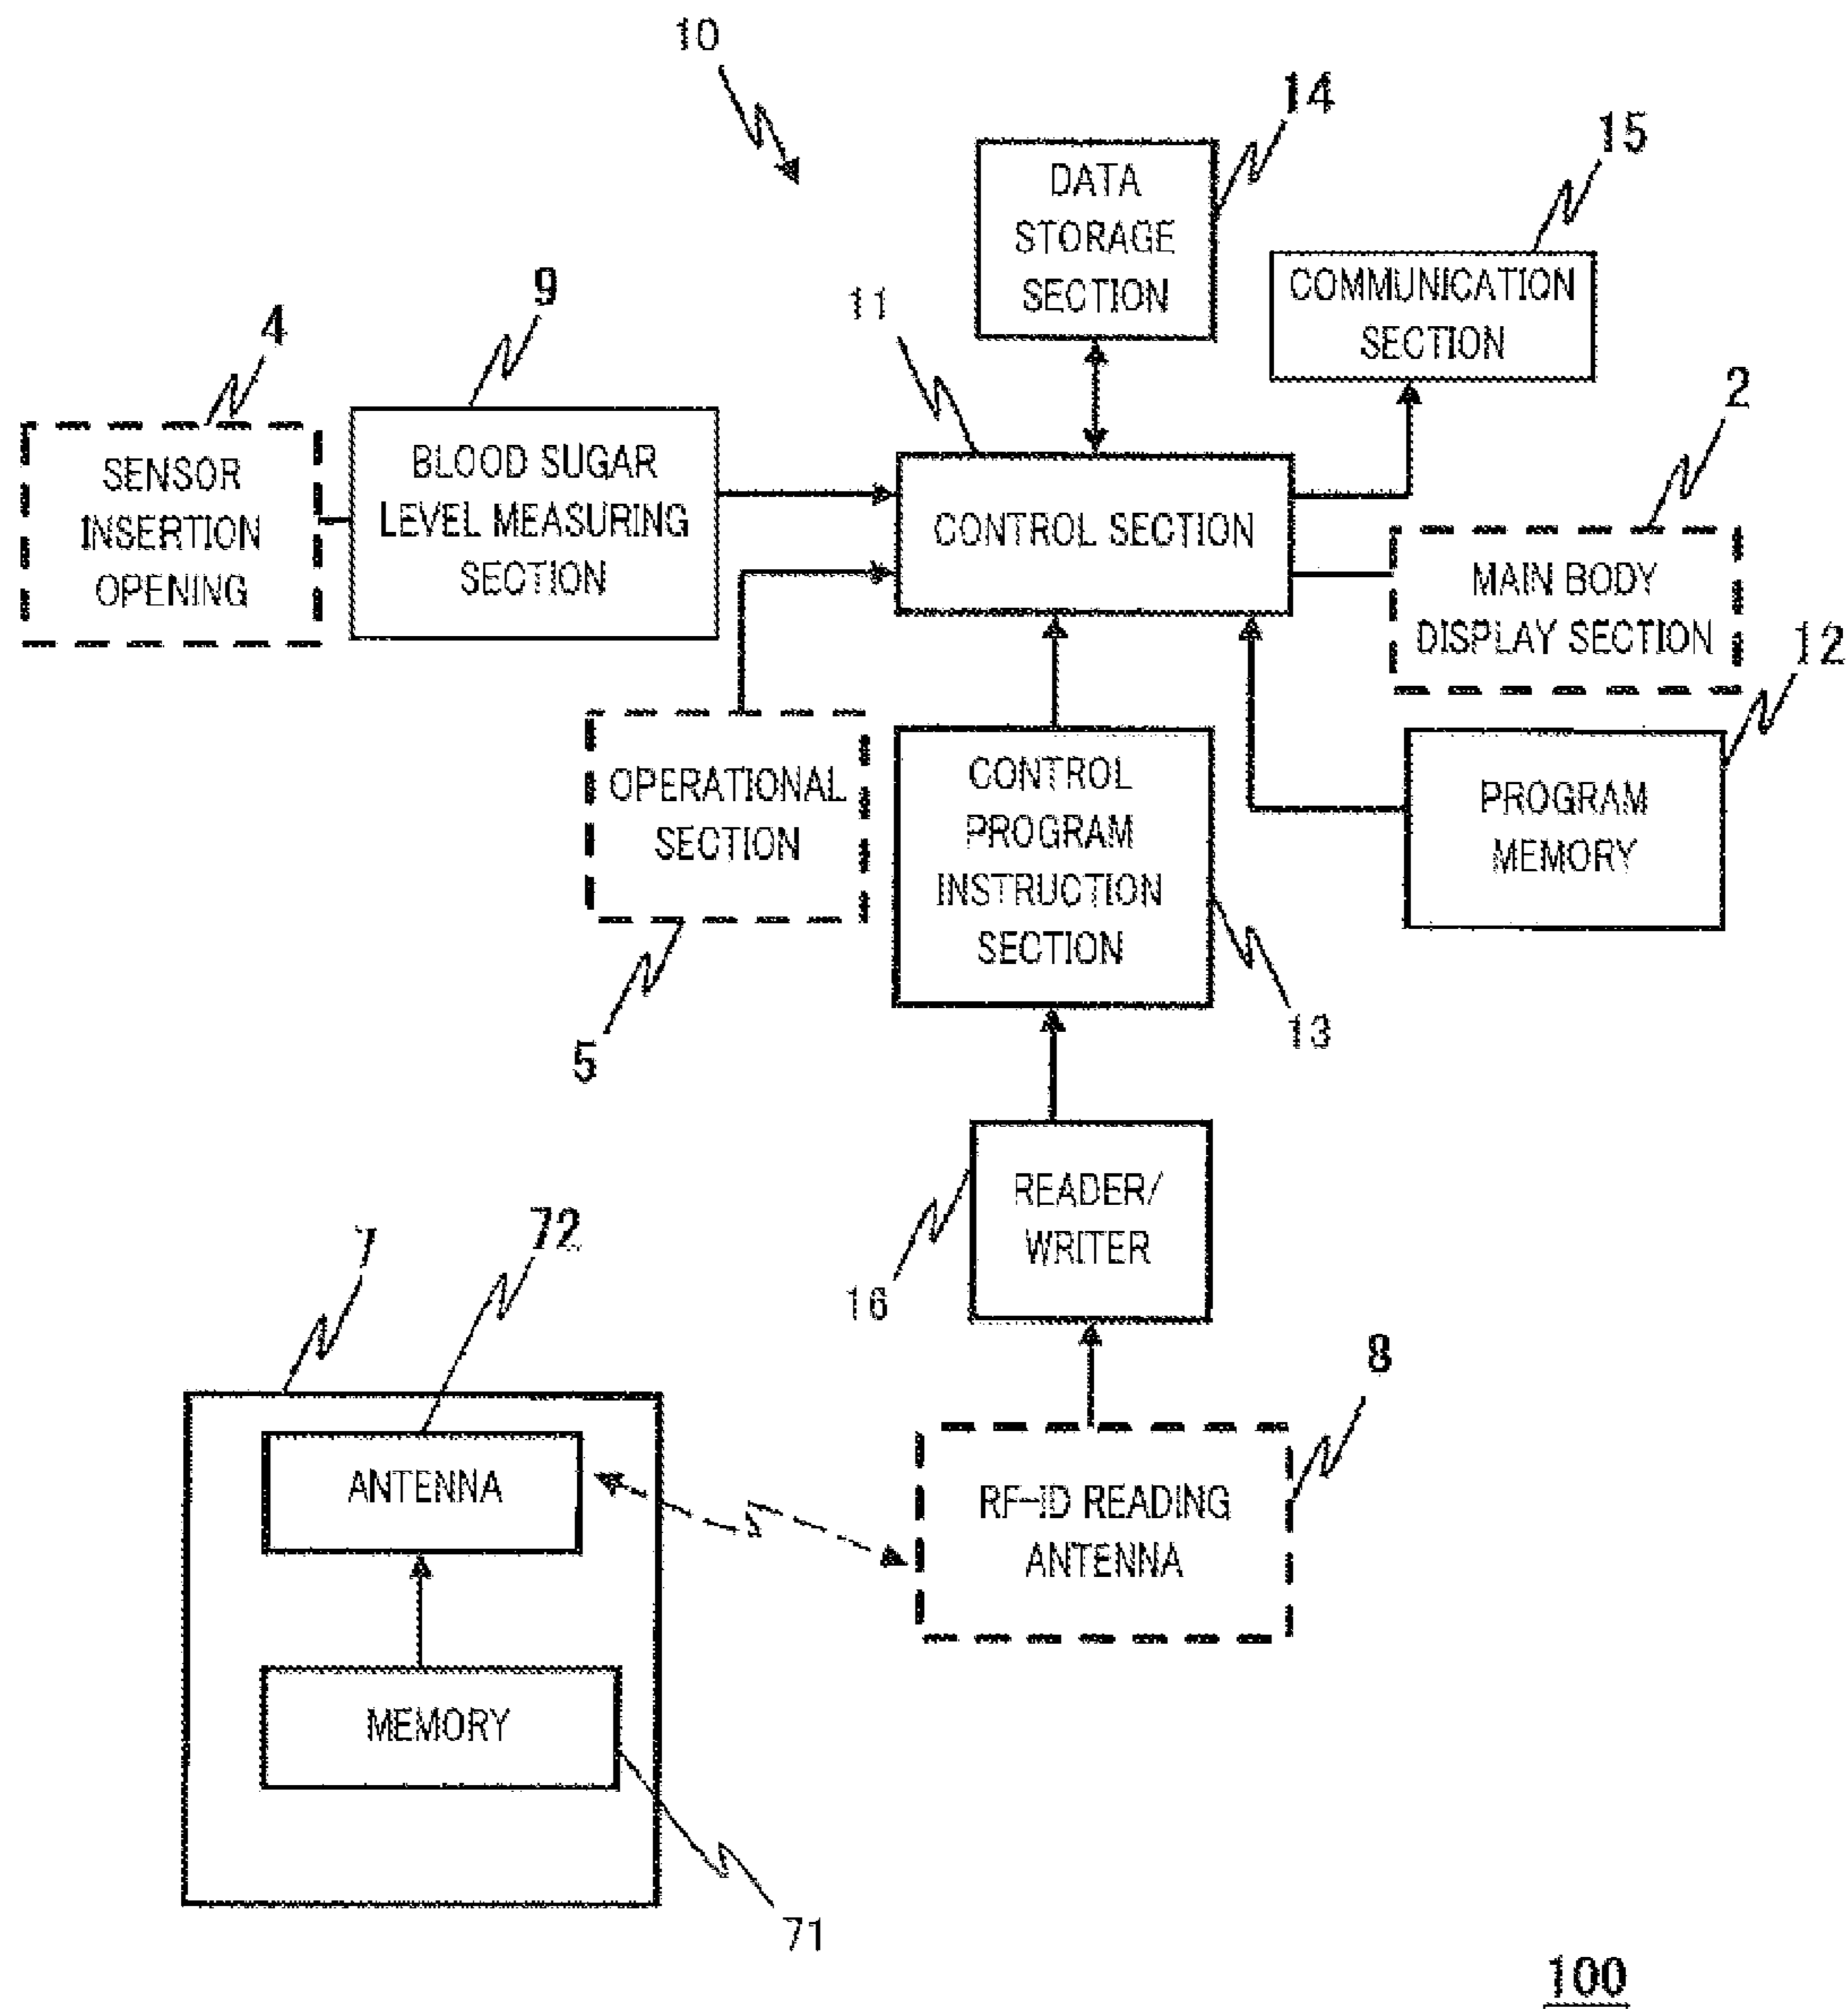 10
14
DATA
STORAGE
SECTION
15
COMMUNICATION
SECTION
11
9
4
SENSOR
INSERTION
OPENING
BLOOD SUGAR
LEVEL MEASURING
SECTION
CONTROL SECTION
2
MAIN BODY
DISPLAY SECTION
12
OPERATIONAL
SECTION
5
CONTROL
PROGRAM
INSTRUCTION
SECTION
13
PROGRAM
MEMORY
READER/
WRITER
16
7
72
ANTENNA
MEMORY
71
8
RF-ID READING
ANTENNA
100